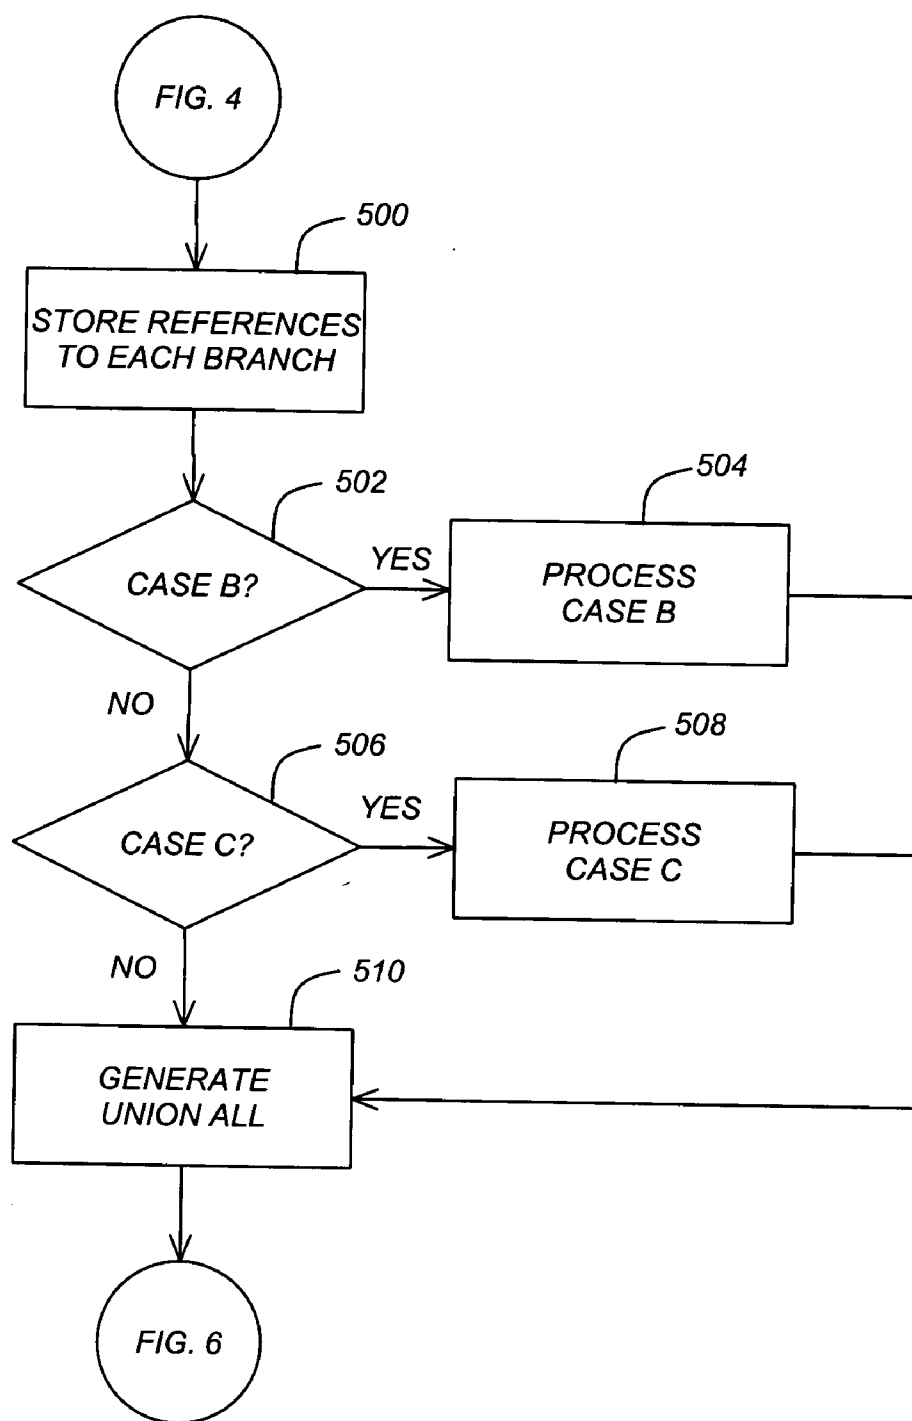 FIG. 4
500
STORE REFERENCES
TO EACH BRANCH
502
CASE B?
YES
504
PROCESS
CASE B
NO
506
CASE C?
YES
508
PROCESS
CASE C
NO
510
GENERATE
UNION ALL
FIG. 6